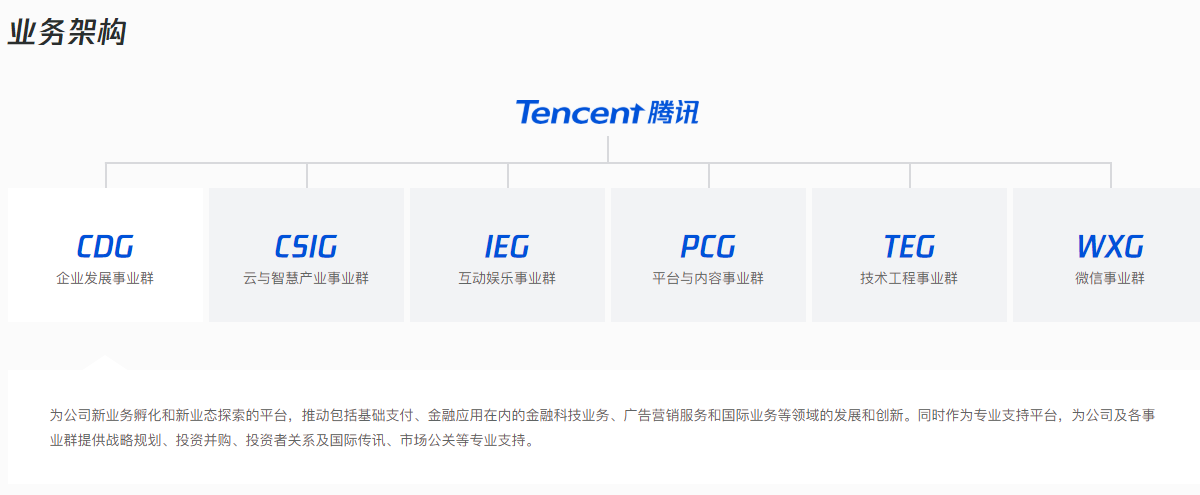 业务架构
Tencent 腾讯
CDG
企业发展事业群
CSIG
云与智慧产业事业群
IEG
互动娱乐事业群
PCG
平台与内容事业群
TEG
技术工程事业群
WXG
微信事业群
为公司新业务孵化和新业态探索的平台，推动包括基础支付、金融应用在内的金融科技业务、广告营销服务和国际业务等领域的发展和创新。同时作为专业支持平台，为公司及各事
业群提供战略规划、投资并购、投资者关系及国际传讯、市场公关等专业支持。